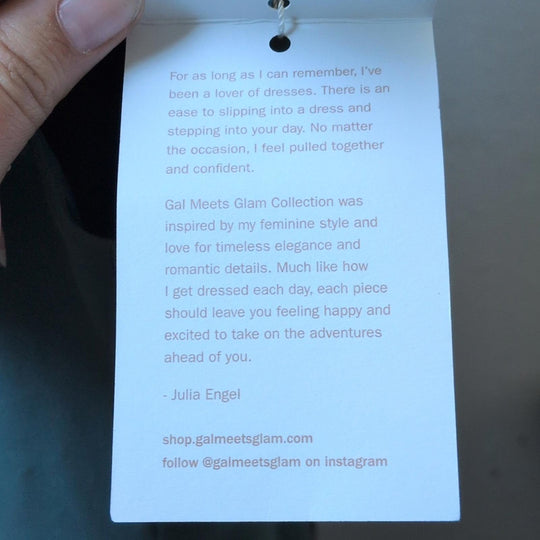 For as long as I can remember, I've
been a lover of dresses. There is an
ease to slipping into a dress and
stepping into your day. No matter
the occasion, I feel pulled together
and confident.
Gal Meets Glam Collection was
inspired by my feminine style and
love for timeless elegance and
romantic details. Much like how
I get dressed each day, each piece
should leave you feeling happy and
excited to take on the adventures
ahead of you.
- Julia Engel
shop.galmeetsglam.com
follow @galmeetsglam on instagram